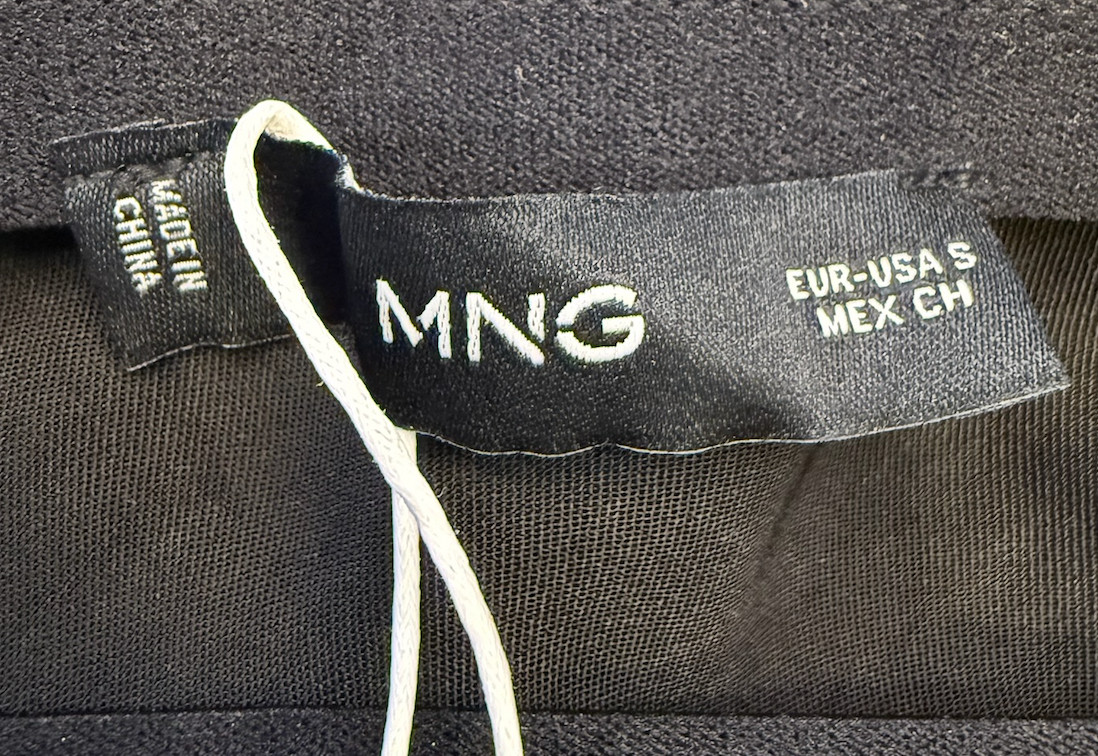 MADE IN
CHINA
MNG
EUR-USA S
MEX CH